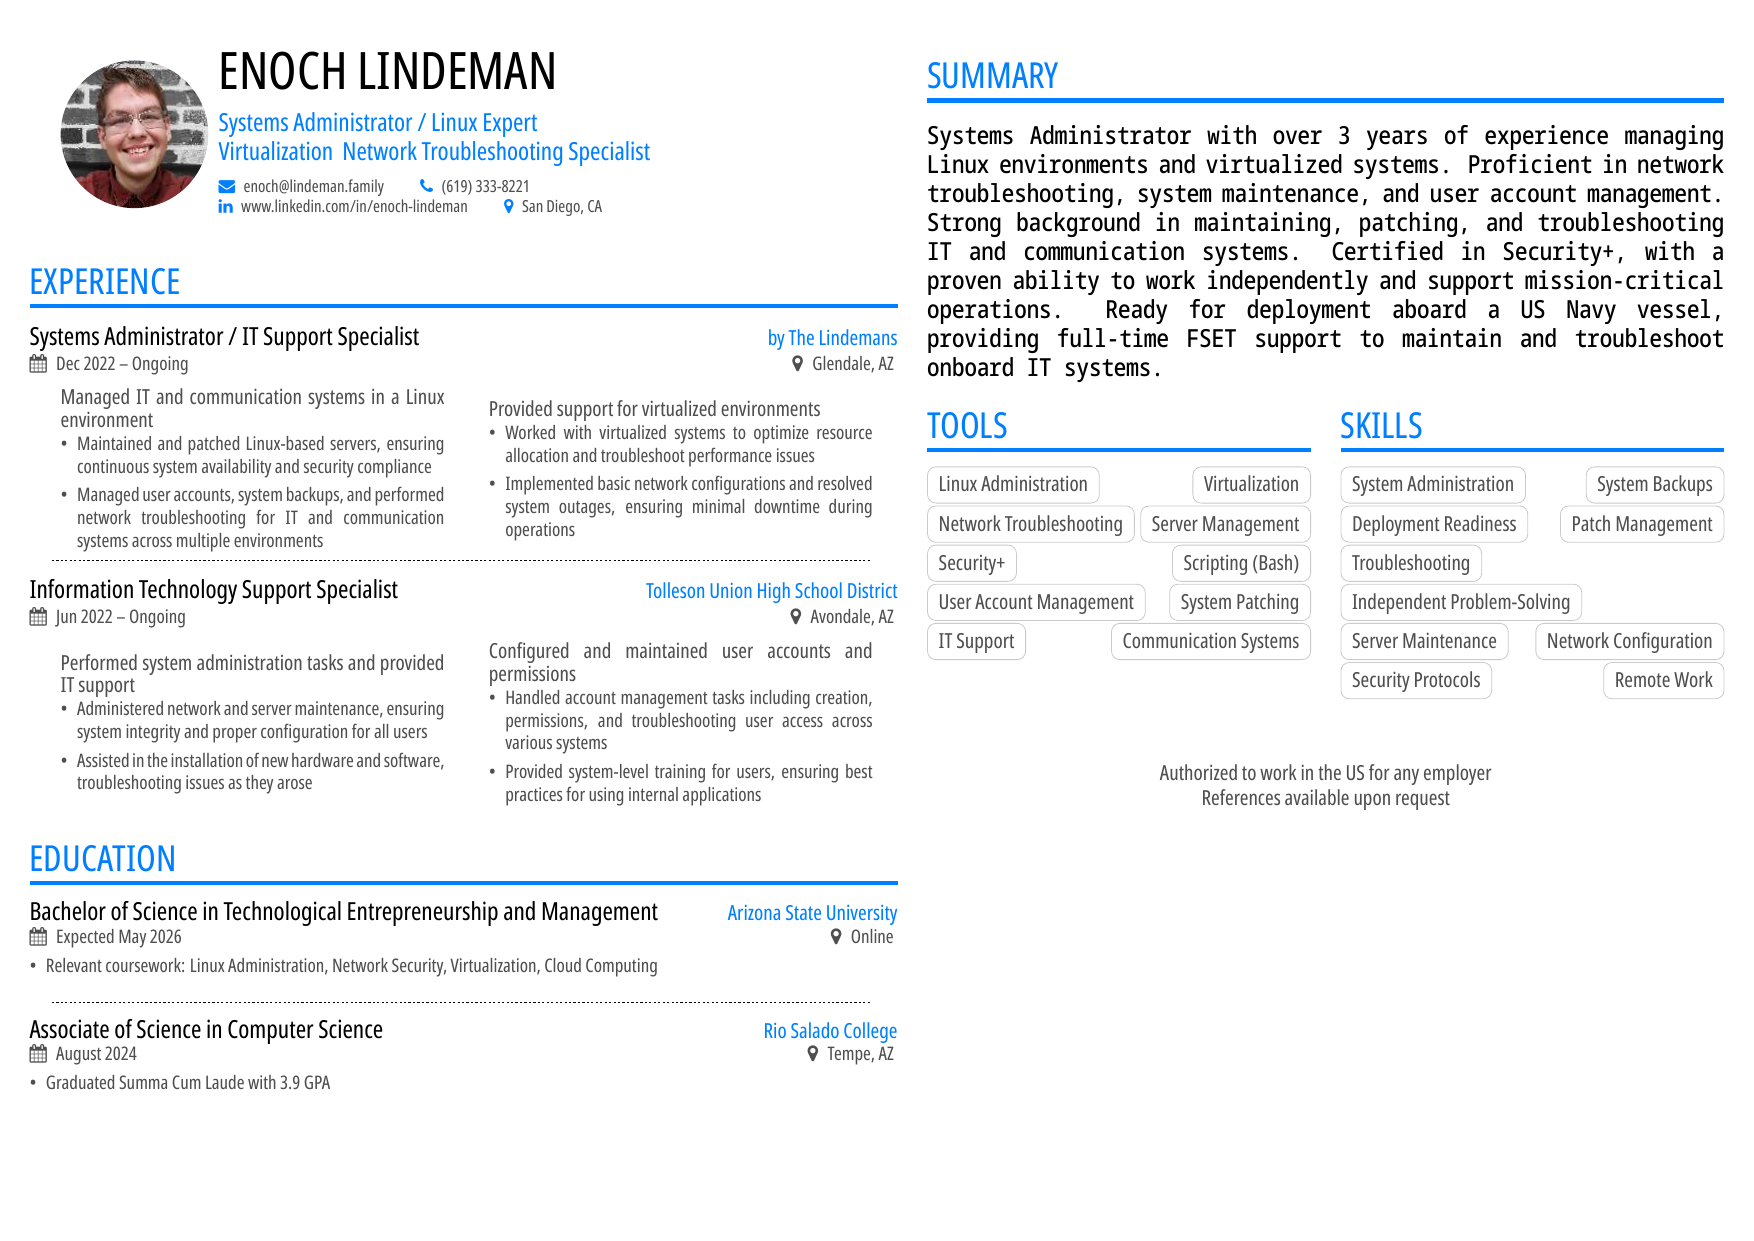 ENOCH LINDEMAN
Systems Administrator / Linux Expert
Virtualization Network Troubleshooting Specialist
enoch@lindeman.family (619) 333-8221
www.linkedin.com/in/enoch-lindeman San Diego, CA
EXPERIENCE
Systems Administrator / IT Support Specialist by The Lindemans
Dec 2022 – Ongoing Glendale, AZ
Managed IT and communication systems in a Linux
environment
• Maintained and patched Linux-based servers, ensuring
continuous system availability and security compliance
• Managed user accounts, system backups, and performed
network troubleshooting for IT and communication
systems across multiple environments
Provided support for virtualized environments
• Worked with virtualized systems to optimize resource
allocation and troubleshoot performance issues
• Implemented basic network configurations and resolved
system outages, ensuring minimal downtime during
operations
Information Technology Support Specialist Tolleson Union High School District
Jun 2022 – Ongoing Avondale, AZ
Performed system administration tasks and provided
IT support
• Administered network and server maintenance, ensuring
system integrity and proper configuration for all users
• Assisted in the installation of new hardware and software,
troubleshooting issues as they arose
Configured and maintained user accounts and
permissions
• Handled account management tasks including creation,
permissions, and troubleshooting user access across
various systems
• Provided system-level training for users, ensuring best
practices for using internal applications
EDUCATION
Bachelor of Science in Technological Entrepreneurship and Management Arizona State University
Expected May 2026 Online
• Relevant coursework: Linux Administration, Network Security, Virtualization, Cloud Computing
Associate of Science in Computer Science Rio Salado College
August 2024 Tempe, AZ
• Graduated Summa Cum Laude with 3.9 GPA
SUMMARY
Systems Administrator with over 3 years of experience managing
Linux environments and virtualized systems. Proficient in network
troubleshooting, system maintenance, and user account management.
Strong background in maintaining, patching, and troubleshooting
IT and communication systems. Certified in Security+, with a
proven ability to work independently and support mission-critical
operations. Ready for deployment aboard a US Navy vessel,
providing full-time FSET support to maintain and troubleshoot
onboard IT systems.
TOOLS
Linux Administration Virtualization
Network Troubleshooting Server Management
Security+ Scripting (Bash)
User Account Management System Patching
IT Support Communication Systems
SKILLS
System Administration System Backups
Deployment Readiness Patch Management
Troubleshooting
Independent Problem-Solving
Server Maintenance Network Configuration
Security Protocols Remote Work
Authorized to work in the US for any employer
References available upon request